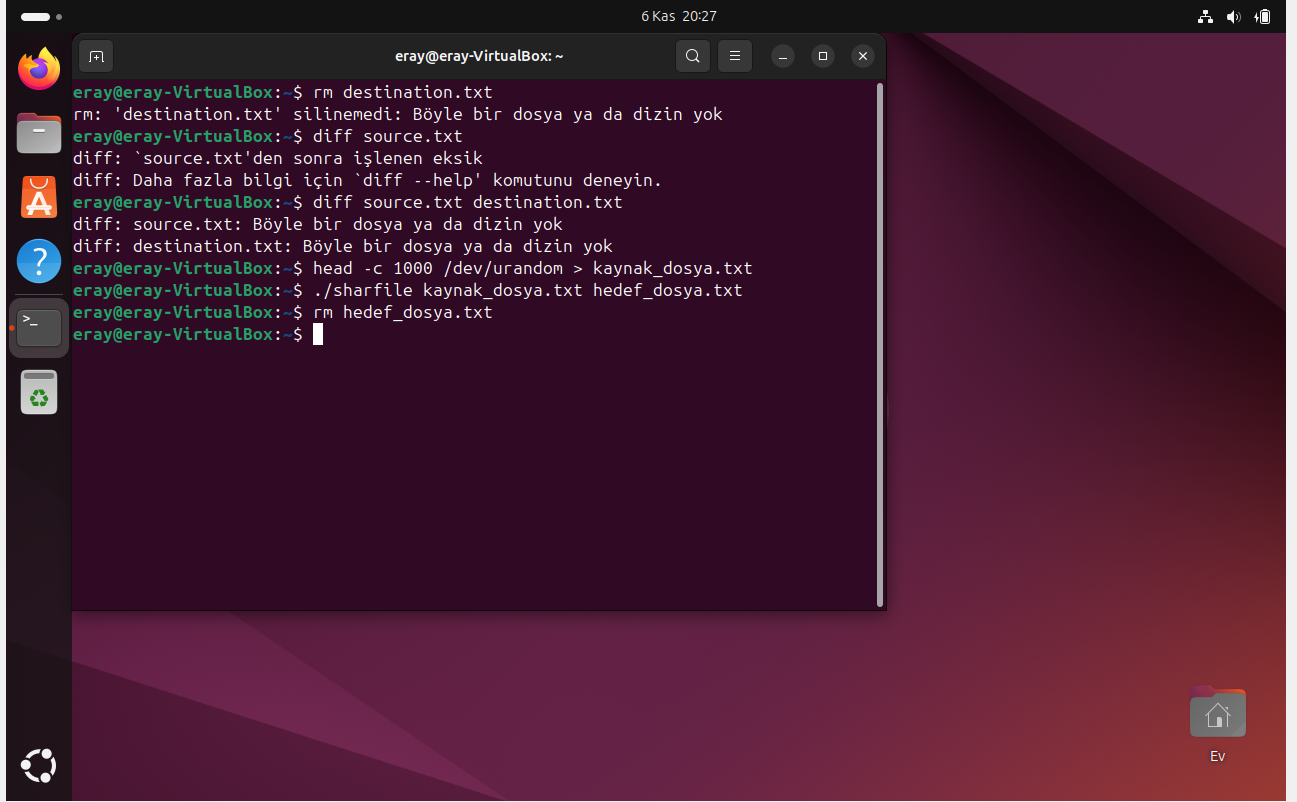 6 Kas 20:27
eray@eray-VirtualBox: ~
eray@eray-VirtualBox:~$ rm destination.txt
rm: 'destination.txt' silinemedi: Böyle bir dosya ya da dizin yok
eray@eray-VirtualBox:~$ diff source.txt
diff: `source.txt'den sonra işlenen eksik
diff: Daha fazla bilgi için `diff --help' komutunu deneyin.
eray@eray-VirtualBox:~$ diff source.txt destination.txt
diff: source.txt: Böyle bir dosya ya da dizin yok
diff: destination.txt: Böyle bir dosya ya da dizin yok
eray@eray-VirtualBox:~$ head -c 1000 /dev/urandom > kaynak_dosya.txt
eray@eray-VirtualBox:~$ ./sharfile kaynak_dosya.txt hedef_dosya.txt
eray@eray-VirtualBox:~$ rm hedef_dosya.txt
eray@eray-VirtualBox:~$
Ev